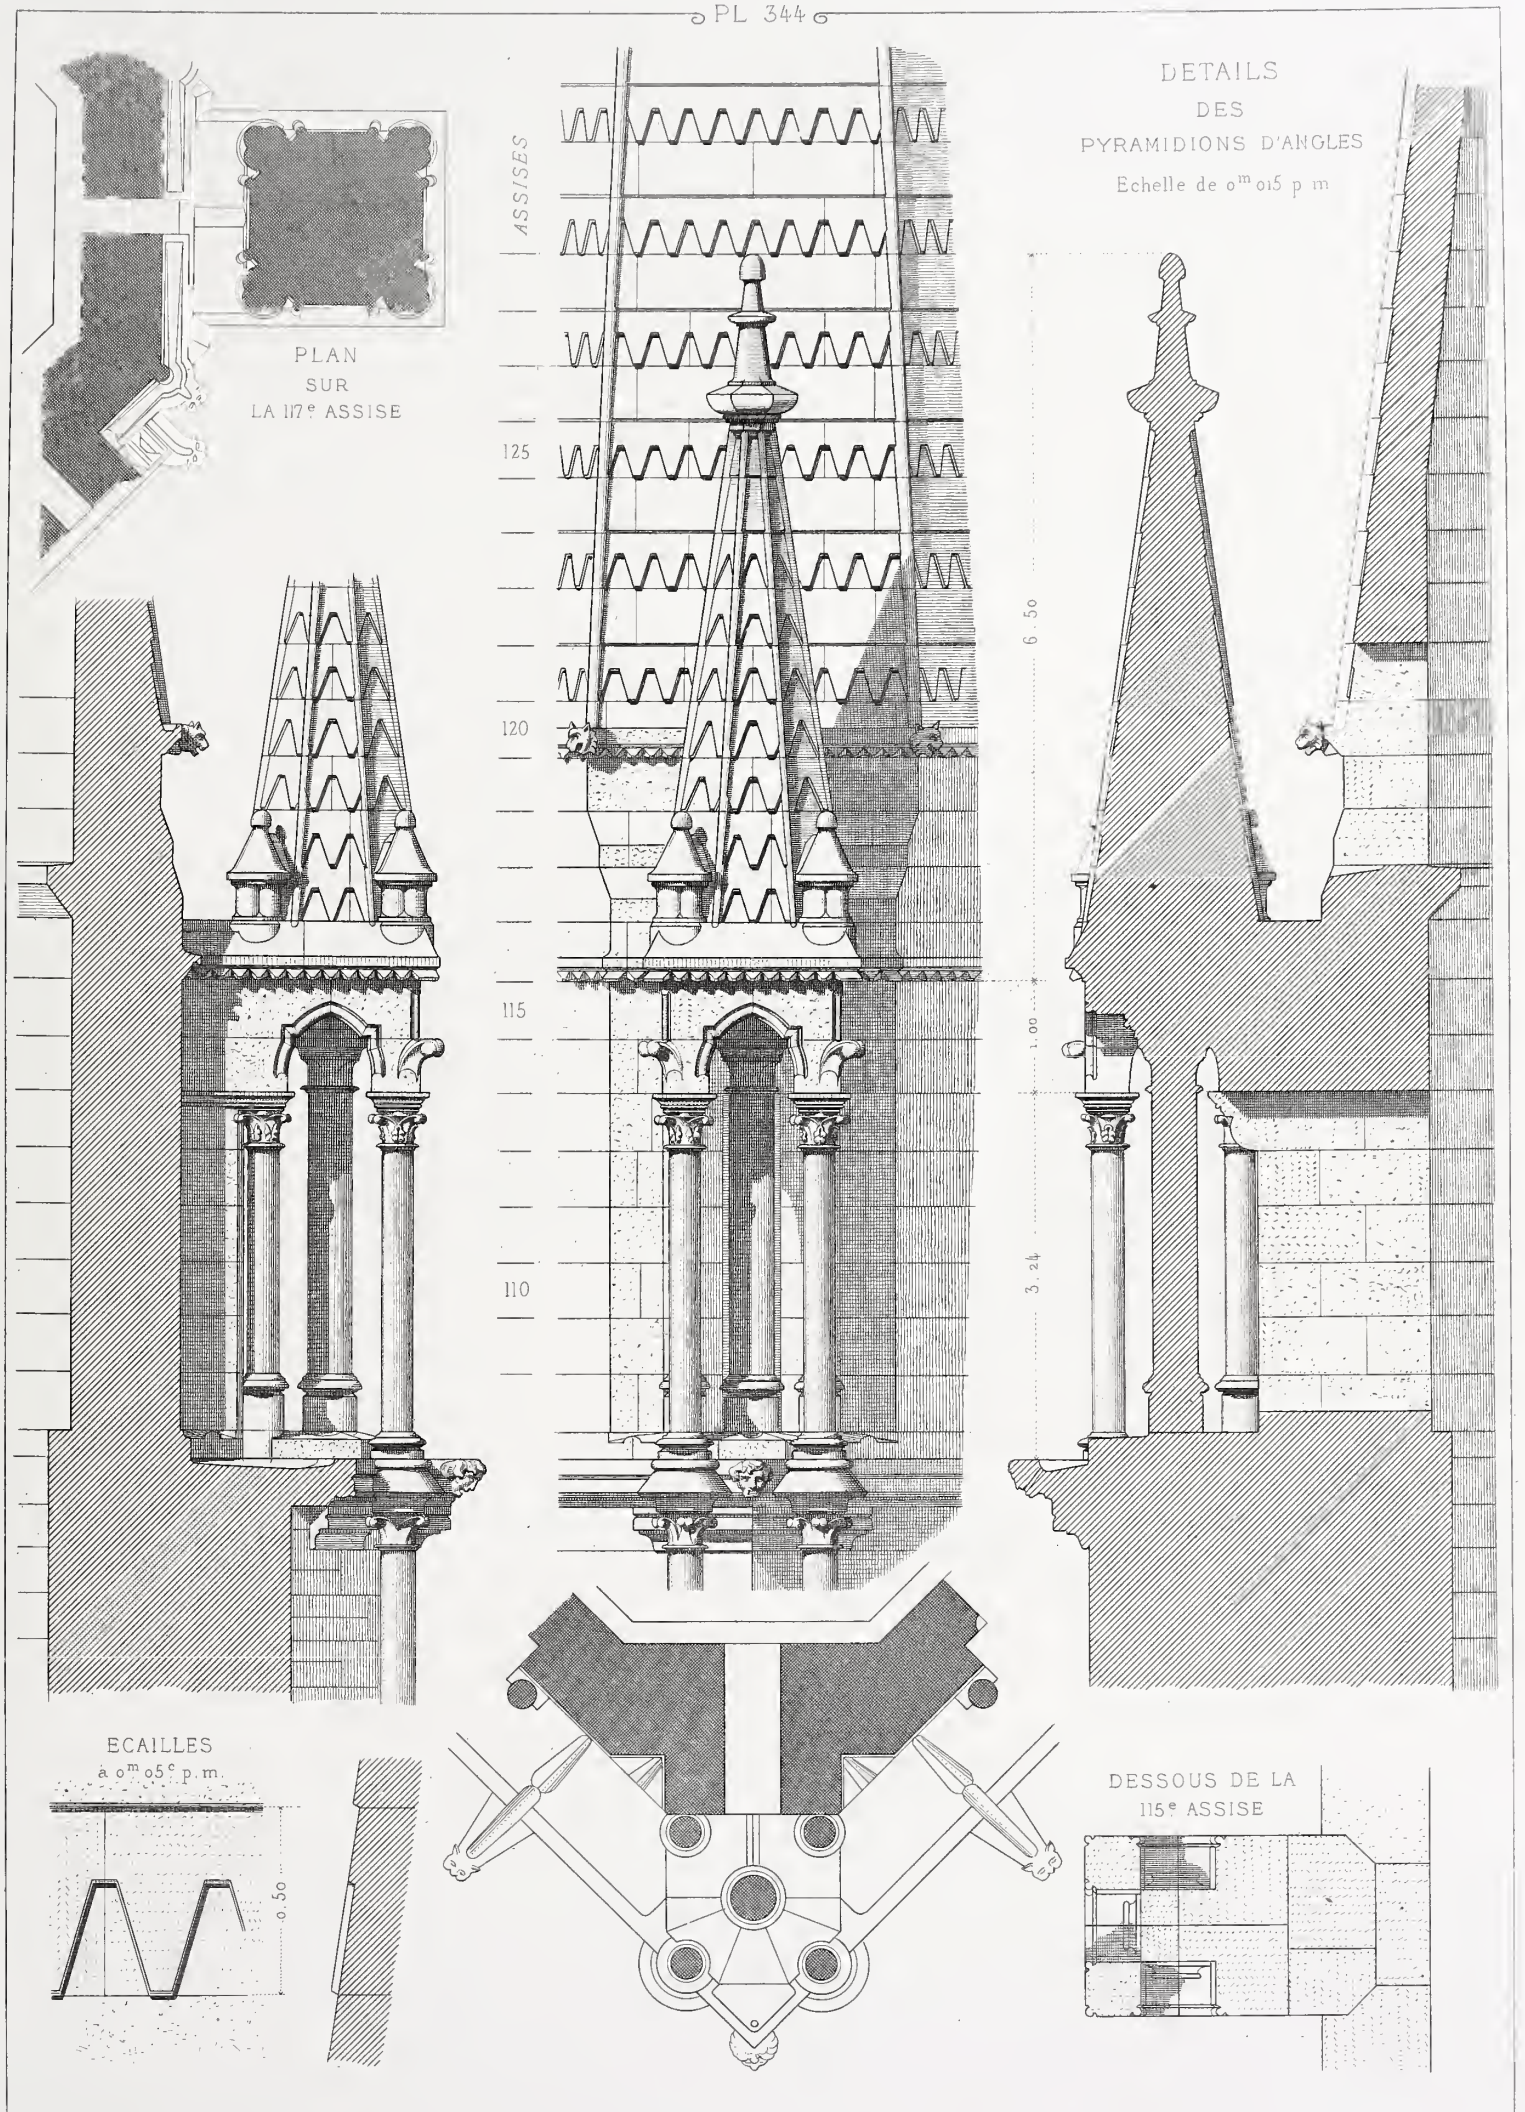 PL 344
DETAILS
DES
PYRAMIDIONS D'ANGLES
Echelle de 0ᵐ 015 p m
ASSISES
PLAN
SUR
LA 117ᵉ ASSISE
125
6.50
120
115
1.00
3.24
110
ECAILLES
à 0ᵐ 05ᶜ p.m.
0.50
DESSOUS DE LA
115ᵉ ASSISE